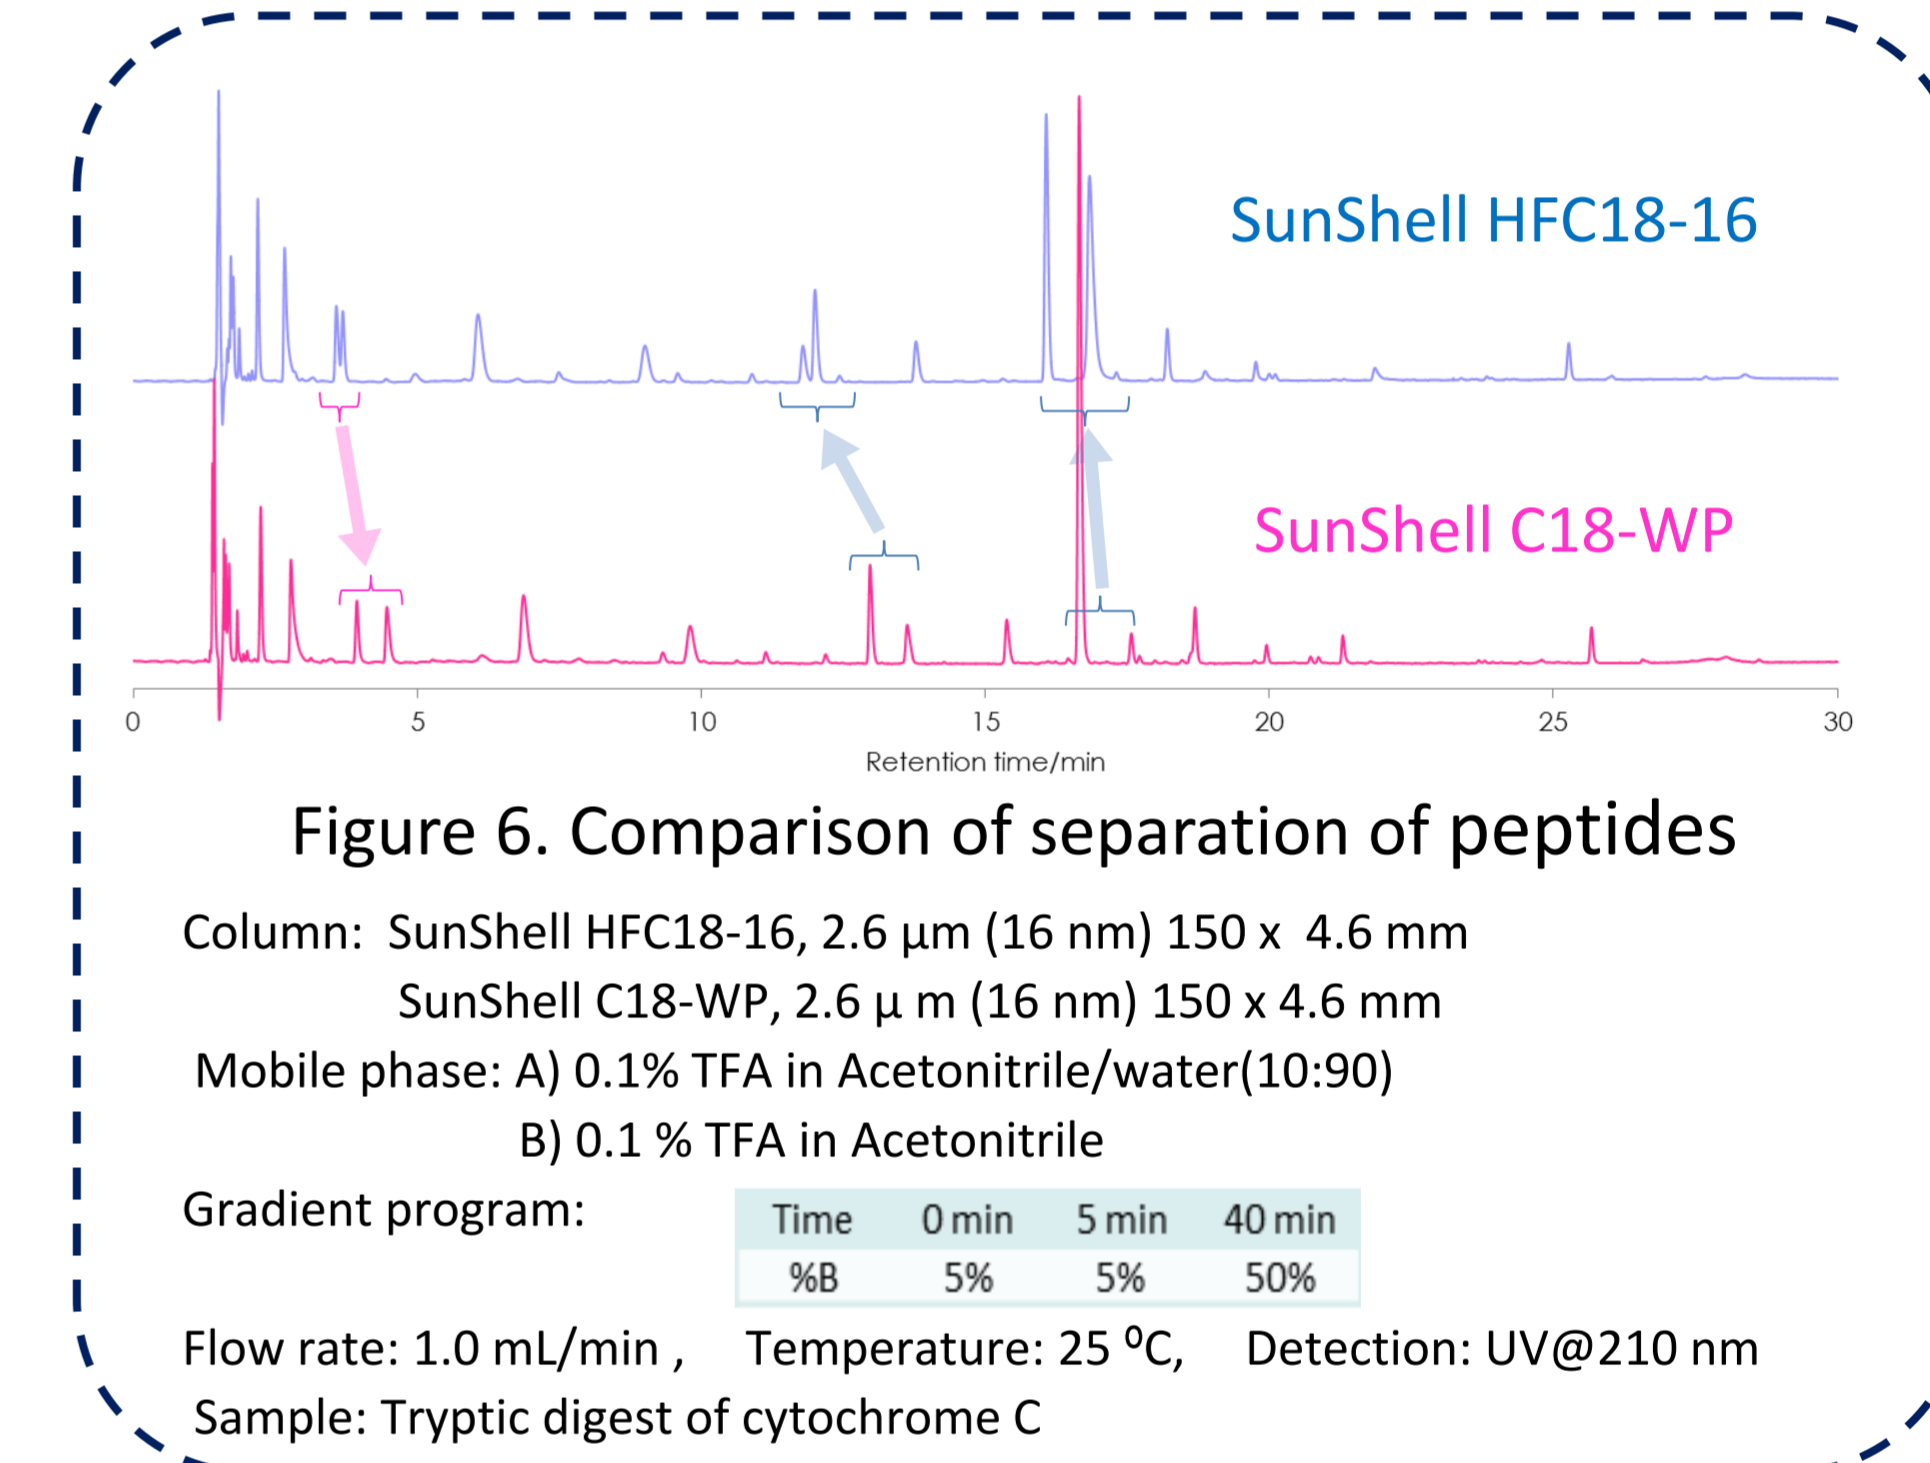 SunShell HFC18-16
SunShell C18-WP
0 5 10 15 20 25 30
Retention time/min
Figure 6. Comparison of separation of peptides
Column: SunShell HFC18-16, 2.6 µm (16 nm) 150 x 4.6 mm
SunShell C18-WP, 2.6 µ m (16 nm) 150 x 4.6 mm
Mobile phase: A) 0.1% TFA in Acetonitrile/water(10:90)
B) 0.1 % TFA in Acetonitrile
Gradient program:
Time 0 min 5 min 40 min
%B 5% 5% 50%
Flow rate: 1.0 mL/min , Temperature: 25 ⁰C, Detection: UV@210 nm
Sample: Tryptic digest of cytochrome C